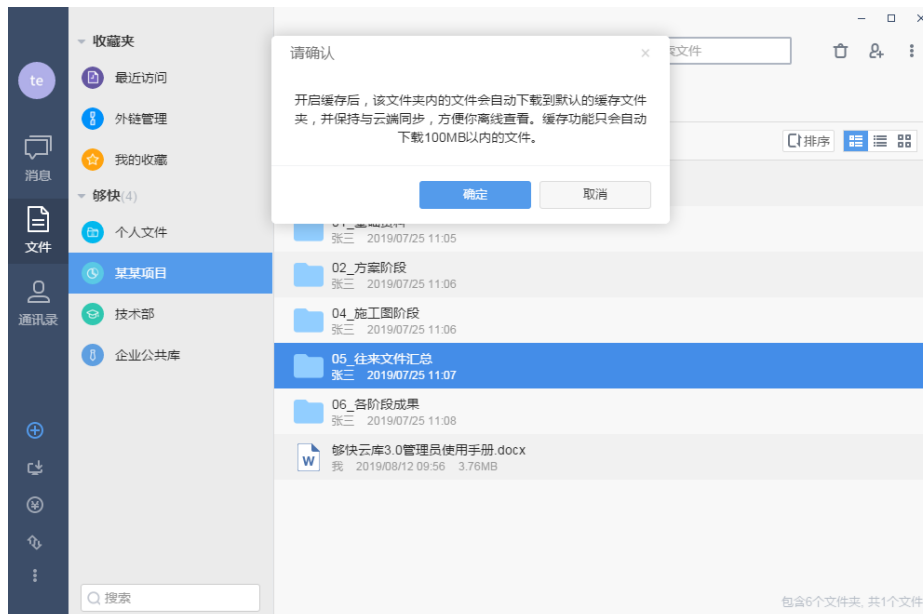 te
消息
文件
通讯录
收藏夹
最近访问
外链管理
我的收藏
够快(4)
个人文件
某某项目
技术部
企业公共库
搜索
请确认
开启缓存后，该文件夹内的文件会自动下载到默认的缓存文件
夹，并保持与云端同步，方便你离线查看。缓存功能只会自动
下载100MB以内的文件。
确定
取消
文件
排序
张三 2019/07/25 11:05
02_方案阶段
张三 2019/07/25 11:06
04_施工图阶段
张三 2019/07/25 11:06
05_往来文件汇总
张三 2019/07/25 11:07
06_各阶段成果
张三 2019/07/25 11:08
W
够快云库3.0管理员使用手册.docx
我 2019/08/12 09:56 3.76MB
包含6个文件夹, 共1个文件